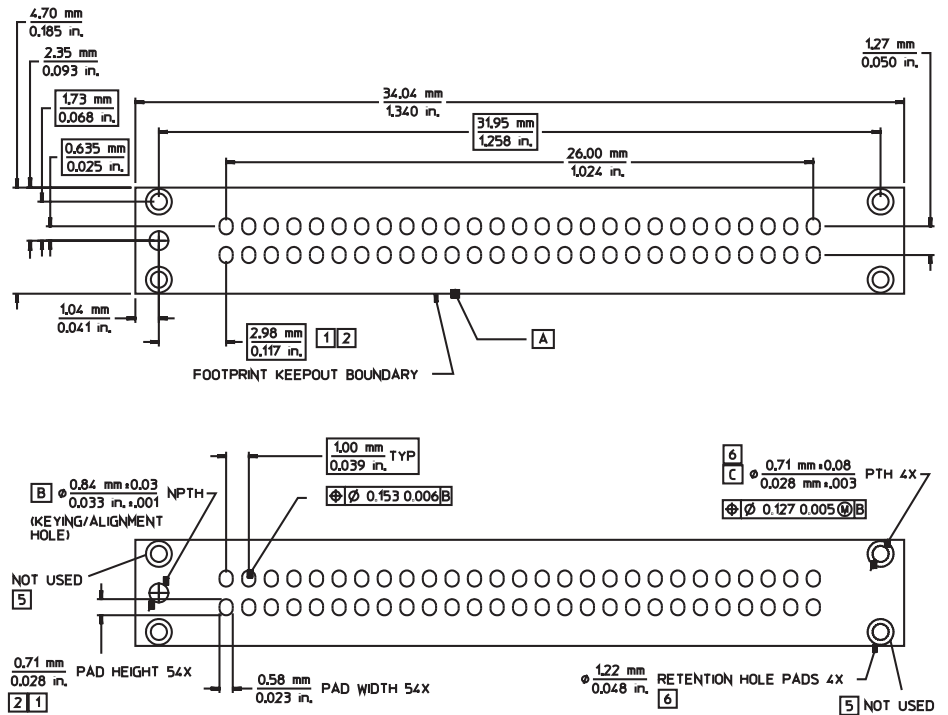 4.70 mm
0.185 in.
2.35 mm
0.093 in.
1.73 mm
0.068 in.
0.635 mm
0.025 in.
34.04 mm
1.340 in.
31.95 mm
1.258 in.
26.00 mm
1.024 in.
1.27 mm
0.050 in.
1.04 mm
0.041 in.
2.98 mm
0.117 in.
1 2
A
FOOTPRINT KEEPOUT BOUNDARY
1.00 mm TYP
0.039 in.
⌖ Ø 0.153 0.006 B
B ø 0.84 mm ±0.03 NPTH
0.033 in. ±.001
(KEYING/ALIGNMENT
HOLE)
6
C ø 0.71 mm ±0.08 PTH 4X
0.028 mm ±.003
⌖ Ø 0.127 0.005 Ⓜ B
NOT USED
5
0.71 mm PAD HEIGHT 54X
0.028 in.
2 1
0.58 mm PAD WIDTH 54X
0.023 in.
ø 1.22 mm RETENTION HOLE PADS 4X
0.048 in.
6
5 NOT USED